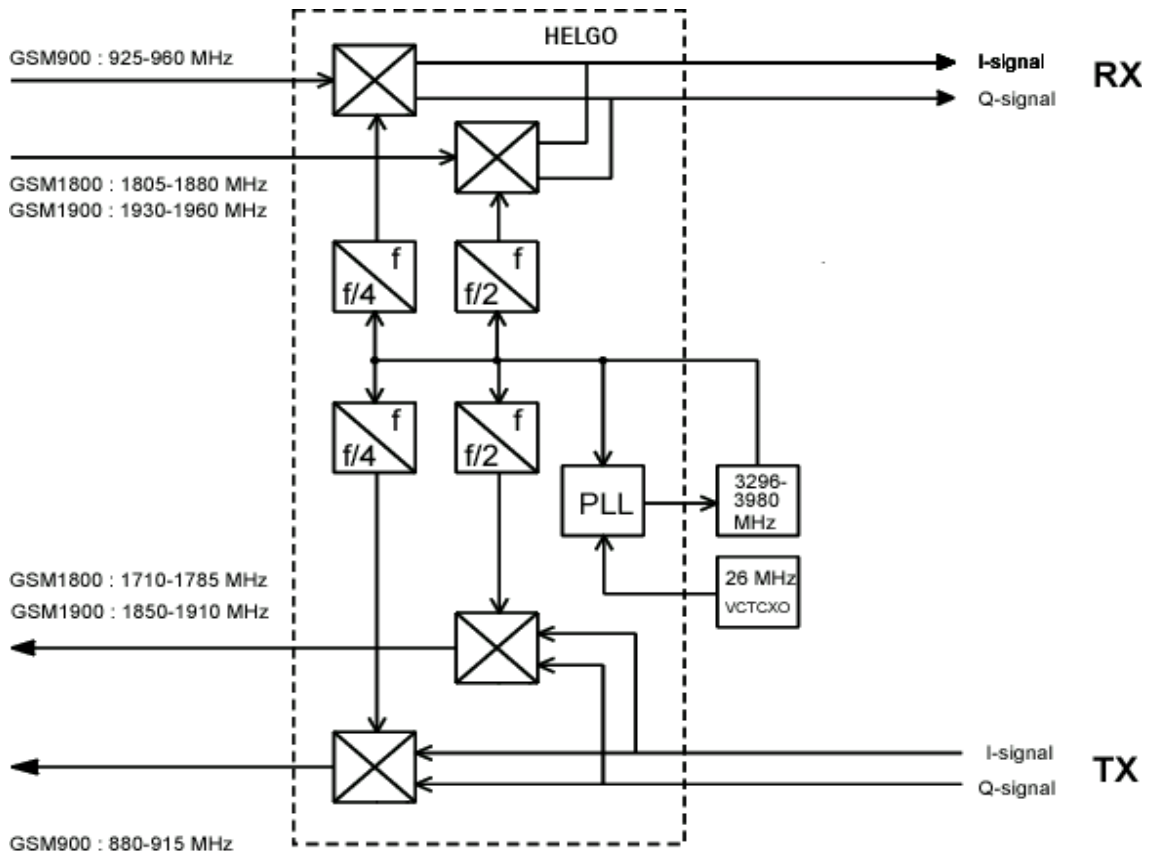 HELGO
GSM900 : 925-960 MHz
I-signal
RX
Q-signal
GSM1800 : 1805-1880 MHz
GSM1900 : 1930-1960 MHz
f
f/4
f
f/2
f
f/4
f
f/2
PLL
3296-
3980
MHz
26 MHz
VCTCXO
GSM1800 : 1710-1785 MHz
GSM1900 : 1850-1910 MHz
I-signal
TX
Q-signal
GSM900 : 880-915 MHz